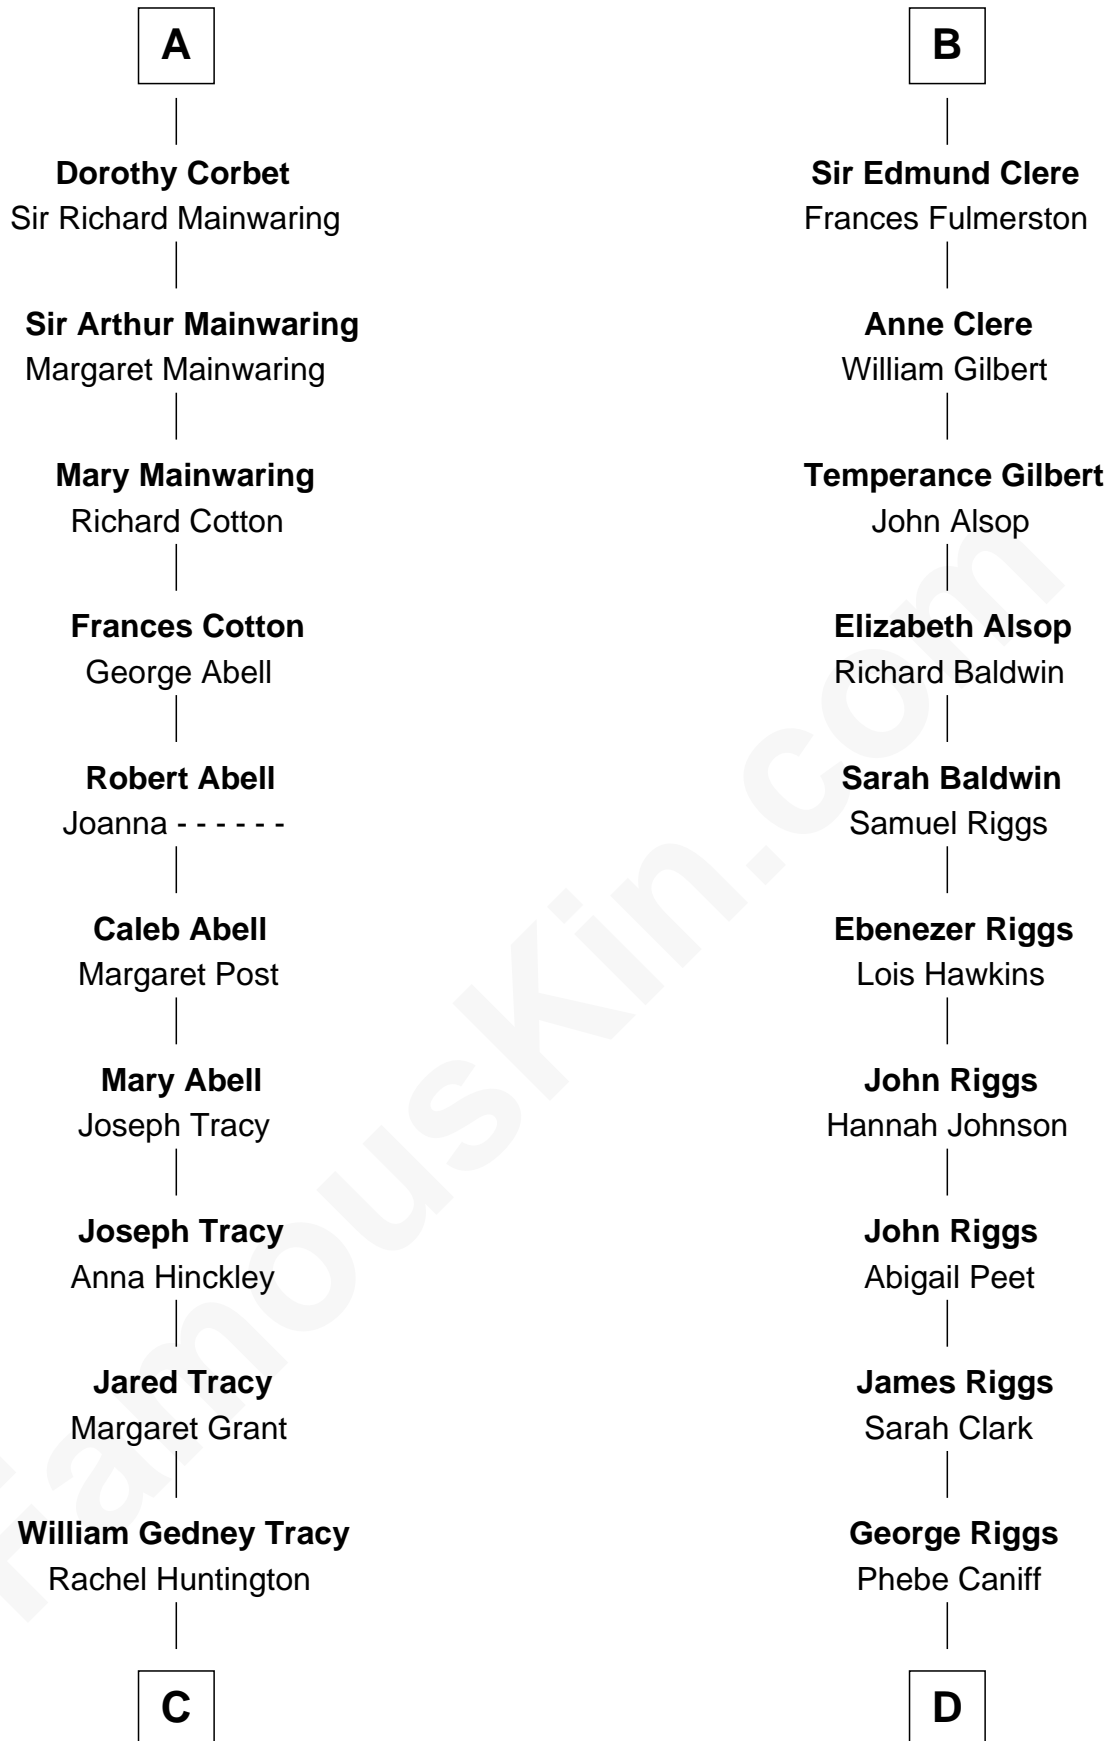 A
Dorothy Corbet
Sir Richard Mainwaring
Sir Arthur Mainwaring
Margaret Mainwaring
Mary Mainwaring
Richard Cotton
Frances Cotton
George Abell
Robert Abell
Joanna - - - - - -
Caleb Abell
Margaret Post
Mary Abell
Joseph Tracy
Joseph Tracy
Anna Hinckley
Jared Tracy
Margaret Grant
William Gedney Tracy
Rachel Huntington
C
B
Sir Edmund Clere
Frances Fulmerston
Anne Clere
William Gilbert
Temperance Gilbert
John Alsop
Elizabeth Alsop
Richard Baldwin
Sarah Baldwin
Samuel Riggs
Ebenezer Riggs
Lois Hawkins
John Riggs
Hannah Johnson
John Riggs
Abigail Peet
James Riggs
Sarah Clark
George Riggs
Phebe Caniff
D
FamousKin.com